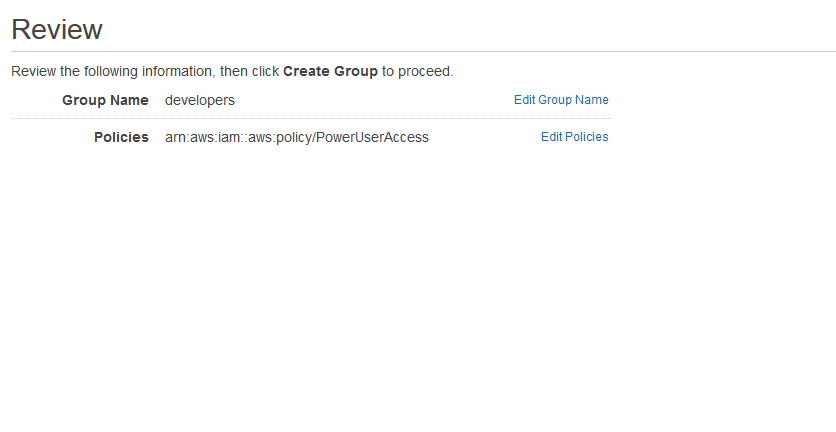 Review
Review the following information, then click Create Group to proceed.
Group Name developers Edit Group Name
Policies arn:aws:iam::aws:policy/PowerUserAccess Edit Policies